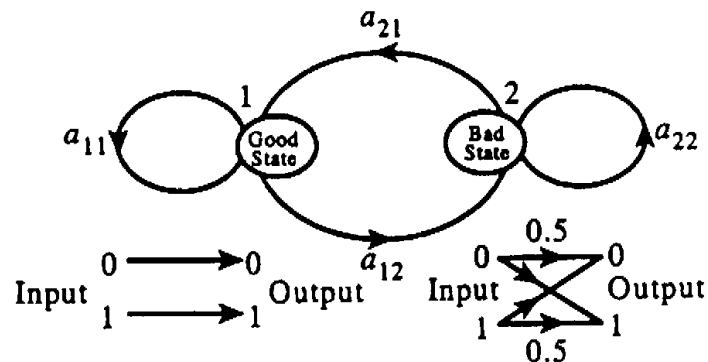 a21
1
2
a11
Good
State
Bad
State
a22
a12
0.5
0
0
0
0
Input
Output
Input
Output
1
1
1
1
0.5